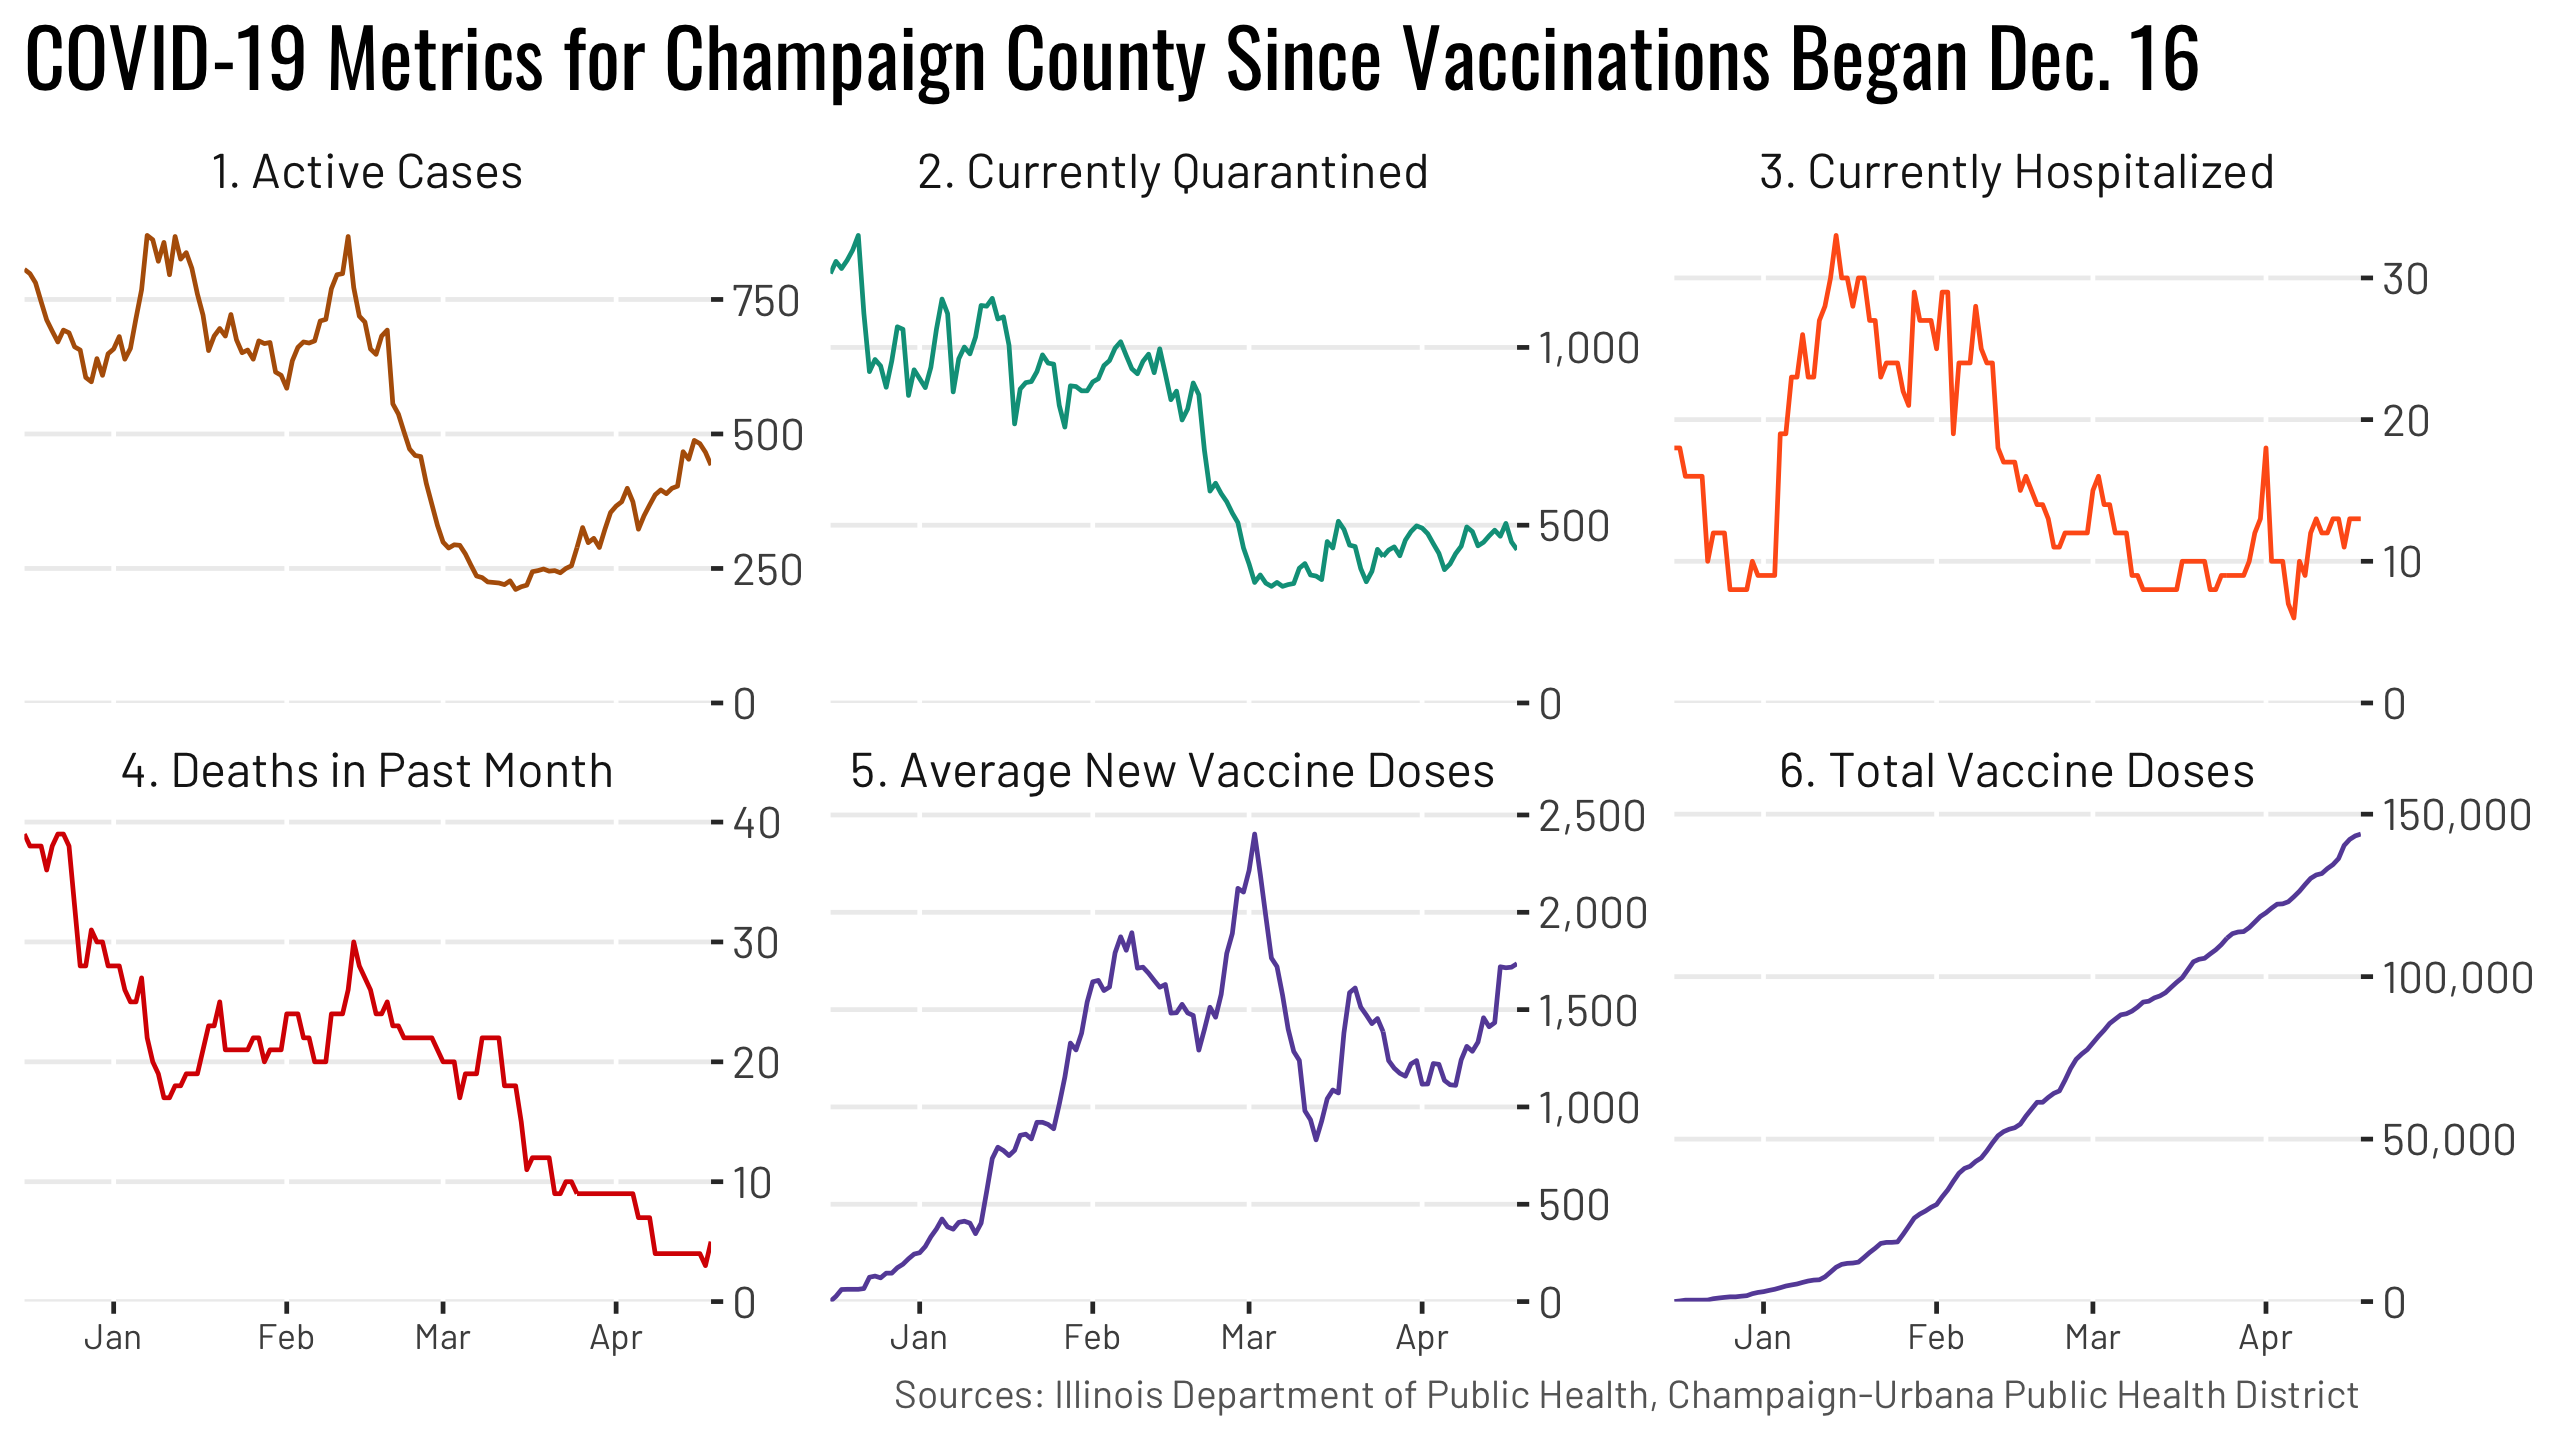 COVID-19 Metrics for Champaign County Since Vaccinations Began Dec. 16
1. Active Cases
750
500
250
0
2. Currently Quarantined
1,000
500
0
3. Currently Hospitalized
30
20
10
0
4. Deaths in Past Month
40
30
20
10
0
Jan Feb Mar Apr
5. Average New Vaccine Doses
2,500
2,000
1,500
1,000
500
0
Jan Feb Mar Apr
6. Total Vaccine Doses
150,000
100,000
50,000
0
Jan Feb Mar Apr
Sources: Illinois Department of Public Health, Champaign-Urbana Public Health District